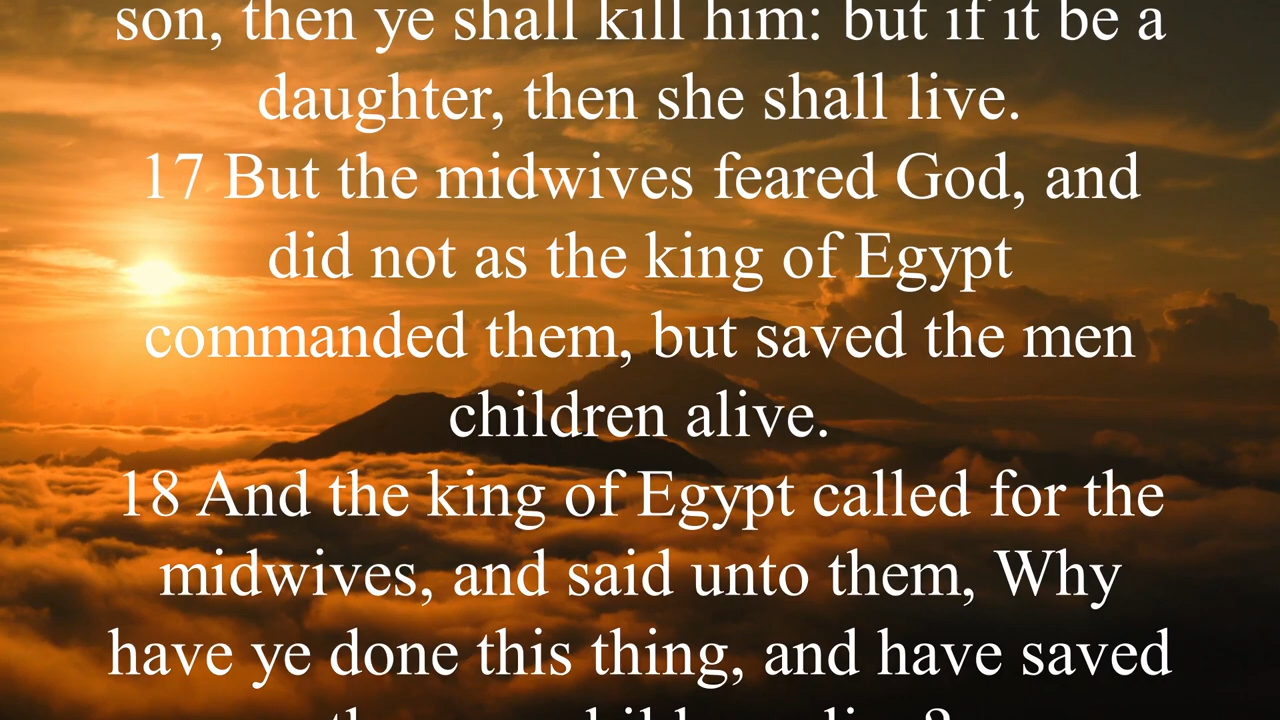 son, then ye shall kill him: but if it be a
daughter, then she shall live.
17 But the midwives feared God, and
did not as the king of Egypt
commanded them, but saved the men
children alive.
18 And the king of Egypt called for the
midwives, and said unto them, Why
have ye done this thing, and have saved